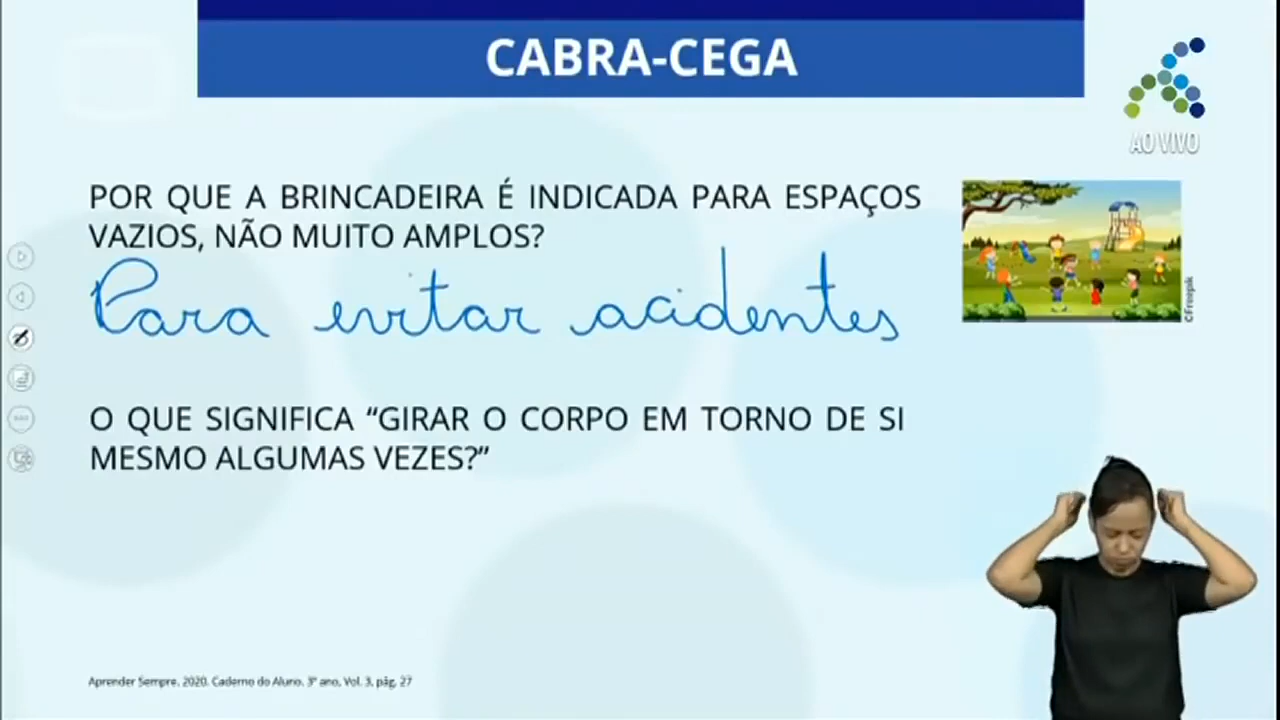 CABRA-CEGA
AO VIVO
POR QUE A BRINCADEIRA É INDICADA PARA ESPAÇOS
VAZIOS, NÃO MUITO AMPLOS?
Para evitar acidentes
©Freepik
O QUE SIGNIFICA “GIRAR O CORPO EM TORNO DE SI
MESMO ALGUMAS VEZES?”
Aprender Sempre, 2020. Caderno do Aluno, 3º ano, Vol. 3, pág. 27